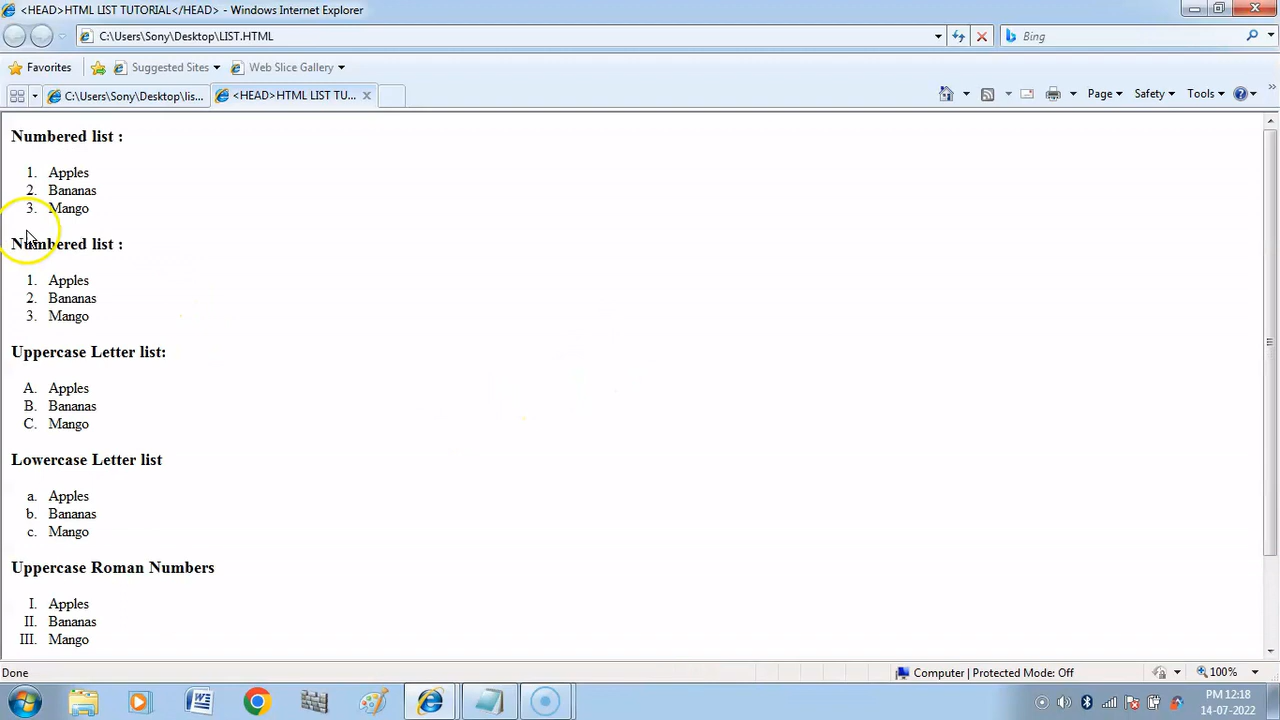 <HEAD>HTML LIST TUTORIAL</HEAD> - Windows Internet Explorer
C:\Users\Sony\Desktop\LIST.HTML
Bing
Favorites Suggested Sites Web Slice Gallery
C:\Users\Sony\Desktop\lis... <HEAD>HTML LIST TU... Page Safety Tools
Numbered list :
1. Apples
2. Bananas
3. Mango
Numbered list :
1. Apples
2. Bananas
3. Mango
Uppercase Letter list:
A. Apples
B. Bananas
C. Mango
Lowercase Letter list
a. Apples
b. Bananas
c. Mango
Uppercase Roman Numbers
I. Apples
II. Bananas
III. Mango
Done Computer | Protected Mode: Off 100%
PM 12:18
14-07-2022